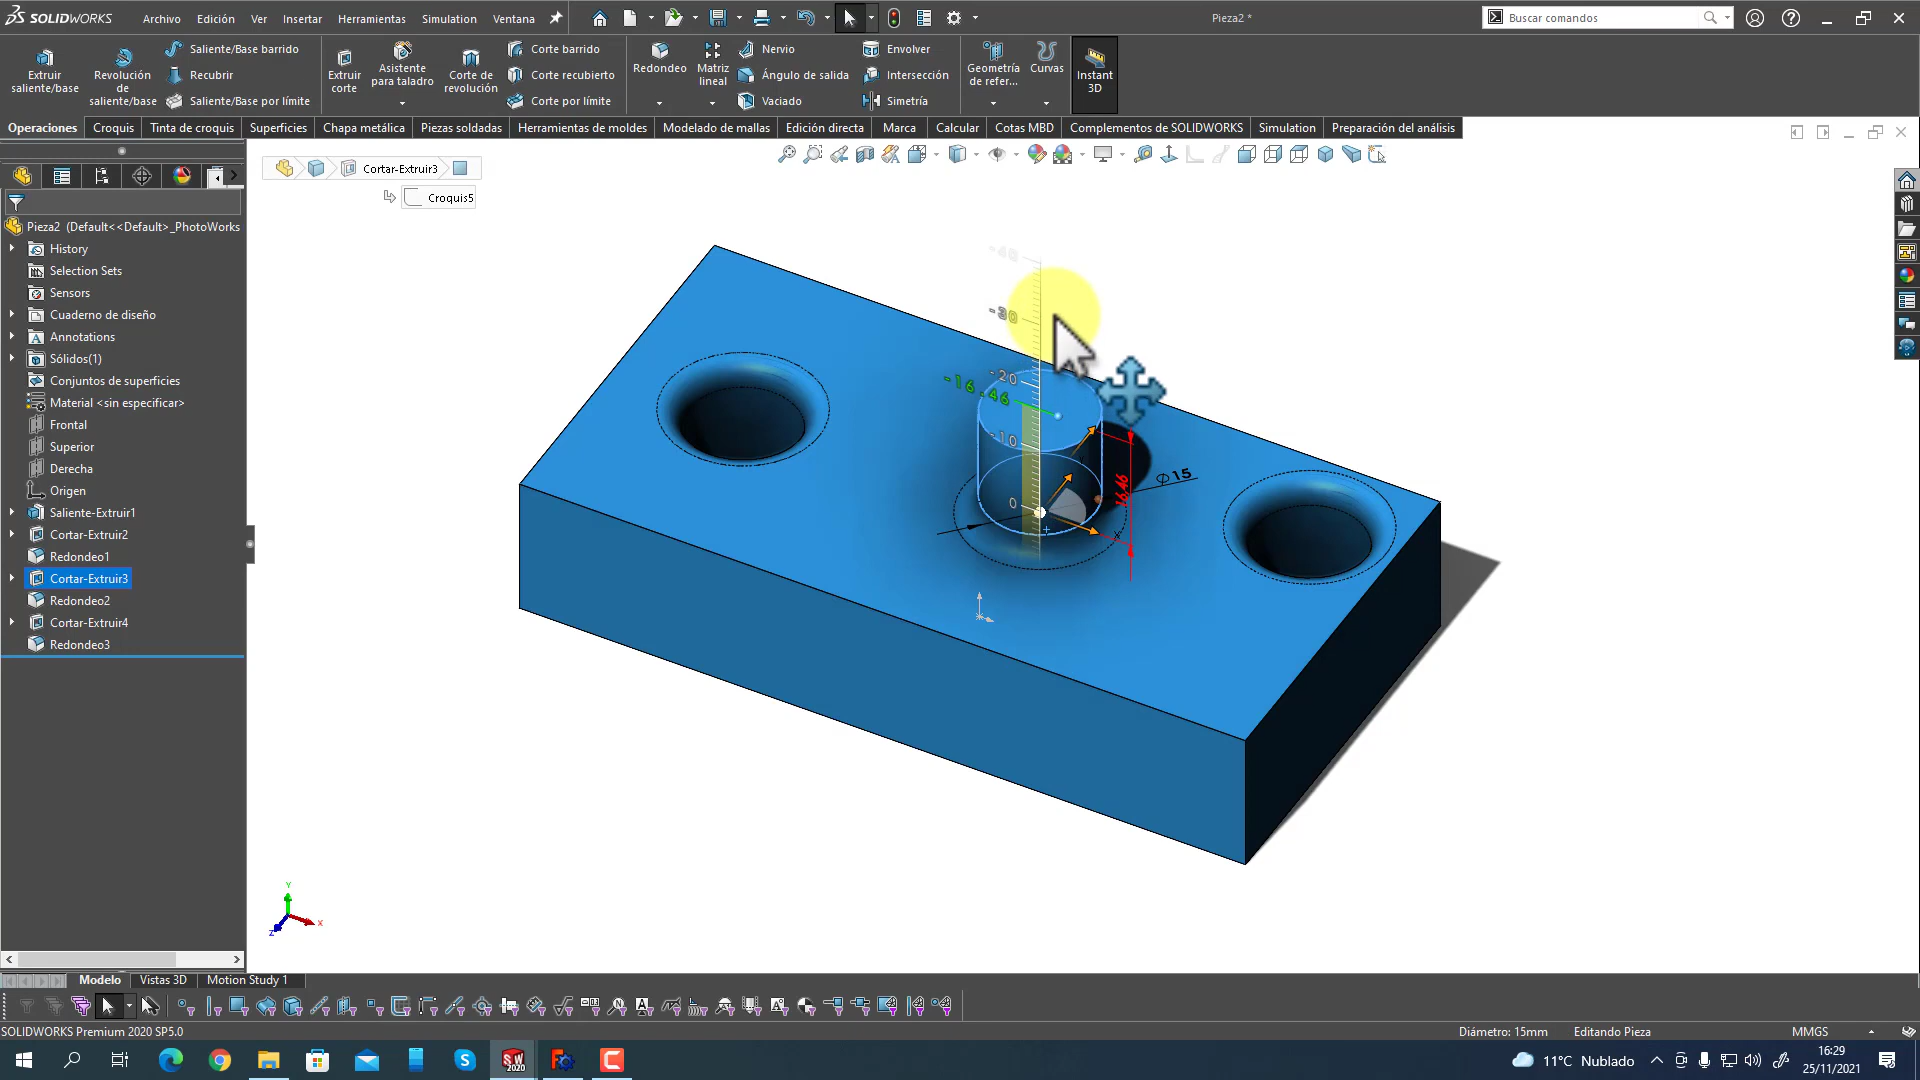 SOLIDWORKS
Archivo
Edición
Ver
Insertar
Herramientas
Simulation
Ventana
Pieza2 *
Buscar comandos
Extruir saliente/base
Revolución de saliente/base
Saliente/Base barrido
Recubrir
Saliente/Base por límite
Extruir corte
Asistente para taladro
Corte de revolución
Corte barrido
Corte recubierto
Corte por límite
Redondeo
Matriz lineal
Nervio
Ángulo de salida
Vaciado
Envolver
Intersección
Simetría
Geometría de refer...
Curvas
Instant 3D
Operaciones
Croquis
Tinta de croquis
Superficies
Chapa metálica
Piezas soldadas
Herramientas de moldes
Modelado de mallas
Edición directa
Marca
Calcular
Cotas MBD
Complementos de SOLIDWORKS
Simulation
Preparación del análisis
Cortar-Extruir3
Croquis5
Pieza2 (Default<<Default>_PhotoWorks
History
Selection Sets
Sensors
Cuaderno de diseño
Annotations
Sólidos(1)
Conjuntos de superficies
Material <sin especificar>
Frontal
Superior
Derecha
Origen
Saliente-Extruir1
Cortar-Extruir2
Redondeo1
Cortar-Extruir3
Redondeo2
Cortar-Extruir4
Redondeo3
-40
-30
-20
-16.46
-10
0
16,46
Ø15
X
Y
X
Z
Modelo
Vistas 3D
Motion Study 1
SOLIDWORKS Premium 2020 SP5.0
Diámetro: 15mm
Editando Pieza
MMGS
11°C Nublado
16:29
25/11/2021